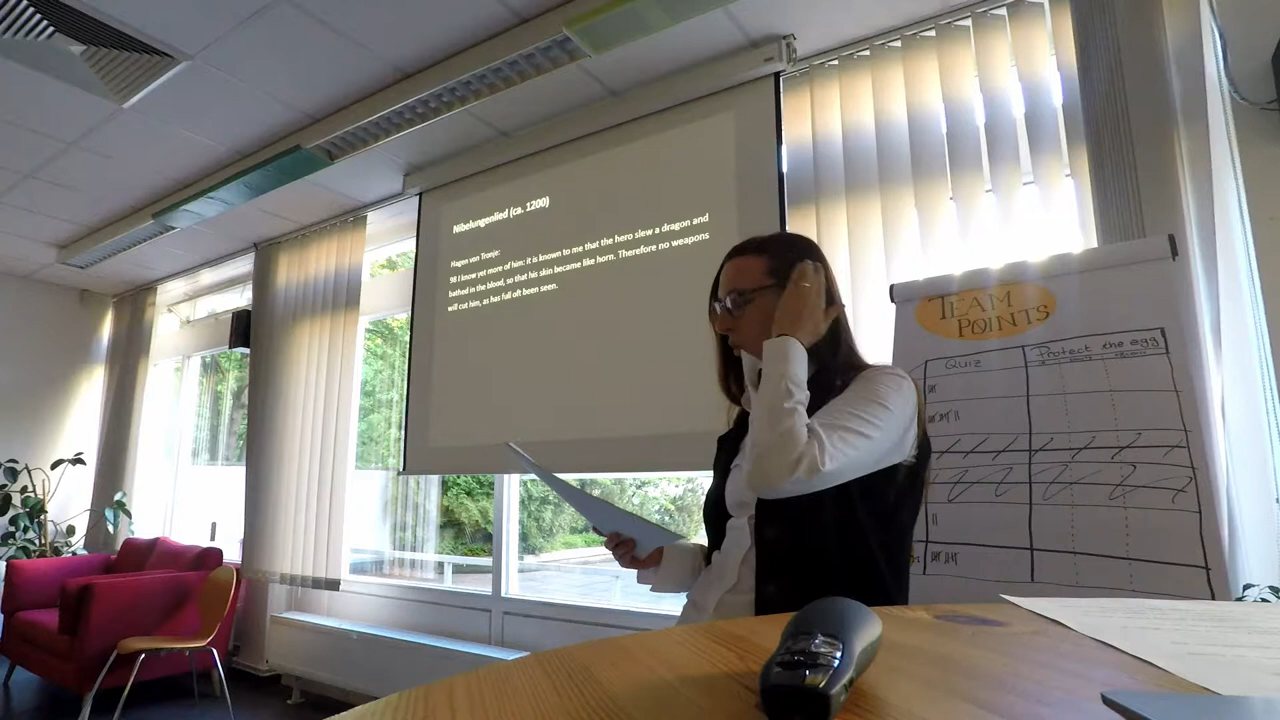 Nibelungenlied (ca. 1200)
Hagen von Tronje:
98 I know yet more of him: it is known to me that the hero slew a dragon and
bathed in the blood, so that his skin became like horn. Therefore no weapons
will cut him, as has full oft been seen.
TEAM
POINTS
Quiz
Protect the egg